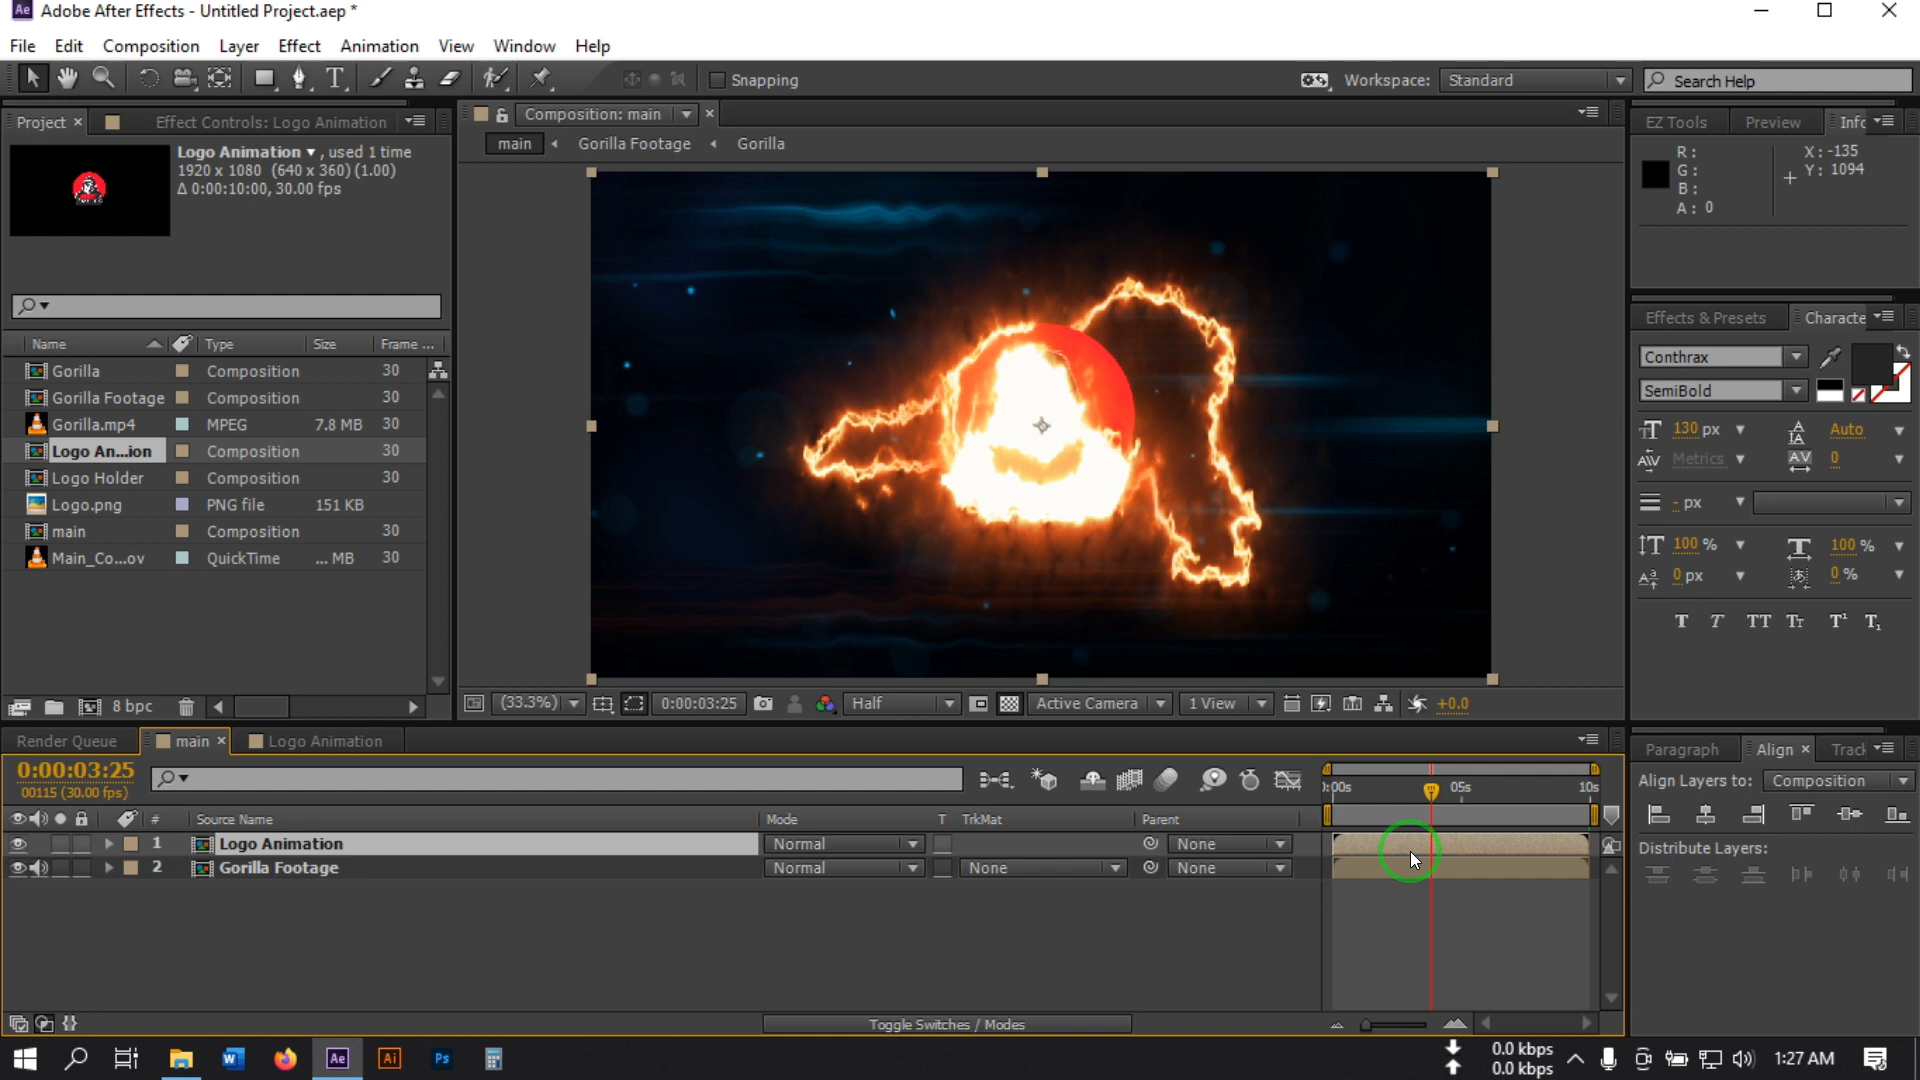 Ae Adobe After Effects - Untitled Project.aep *
File Edit Composition Layer Effect Animation View Window Help
Snapping
Workspace: Standard
Search Help
Project ×
Effect Controls: Logo Animation
Logo Animation ▾ , used 1 time
1920 x 1080 (640 x 360) (1.00)
Δ 0:00:10:00, 30.00 fps
Name Type Size Frame ...
Gorilla Composition 30
Gorilla Footage Composition 30
Gorilla.mp4 MPEG 7.8 MB 30
Logo An...ion Composition 30
Logo Holder Composition 30
Logo.png PNG file 151 KB
main Composition 30
Main_Co...ov QuickTime ... MB 30
8 bpc
Composition: main ×
main Gorilla Footage Gorilla
(33.3%) 0:00:03:25 Half Active Camera 1 View +0.0
EZ Tools Preview Info
R:
G:
B:
A: 0
X: -135
Y: 1094
Effects & Presets Characte
Conthrax
SemiBold
130 px Auto
Metrics 0
- px
100 % 100 %
0 px 0 %
T T TT Tt T¹ T₁
Render Queue main × Logo Animation
0:00:03:25
00115 (30.00 fps)
0:00s 05s 10s
# Source Name Mode T TrkMat Parent
1 Logo Animation Normal None
2 Gorilla Footage Normal None None
Toggle Switches / Modes
Paragraph Align × Track
Align Layers to: Composition
Distribute Layers:
W Ae Ai Ps
0.0 kbps
0.0 kbps
1:27 AM